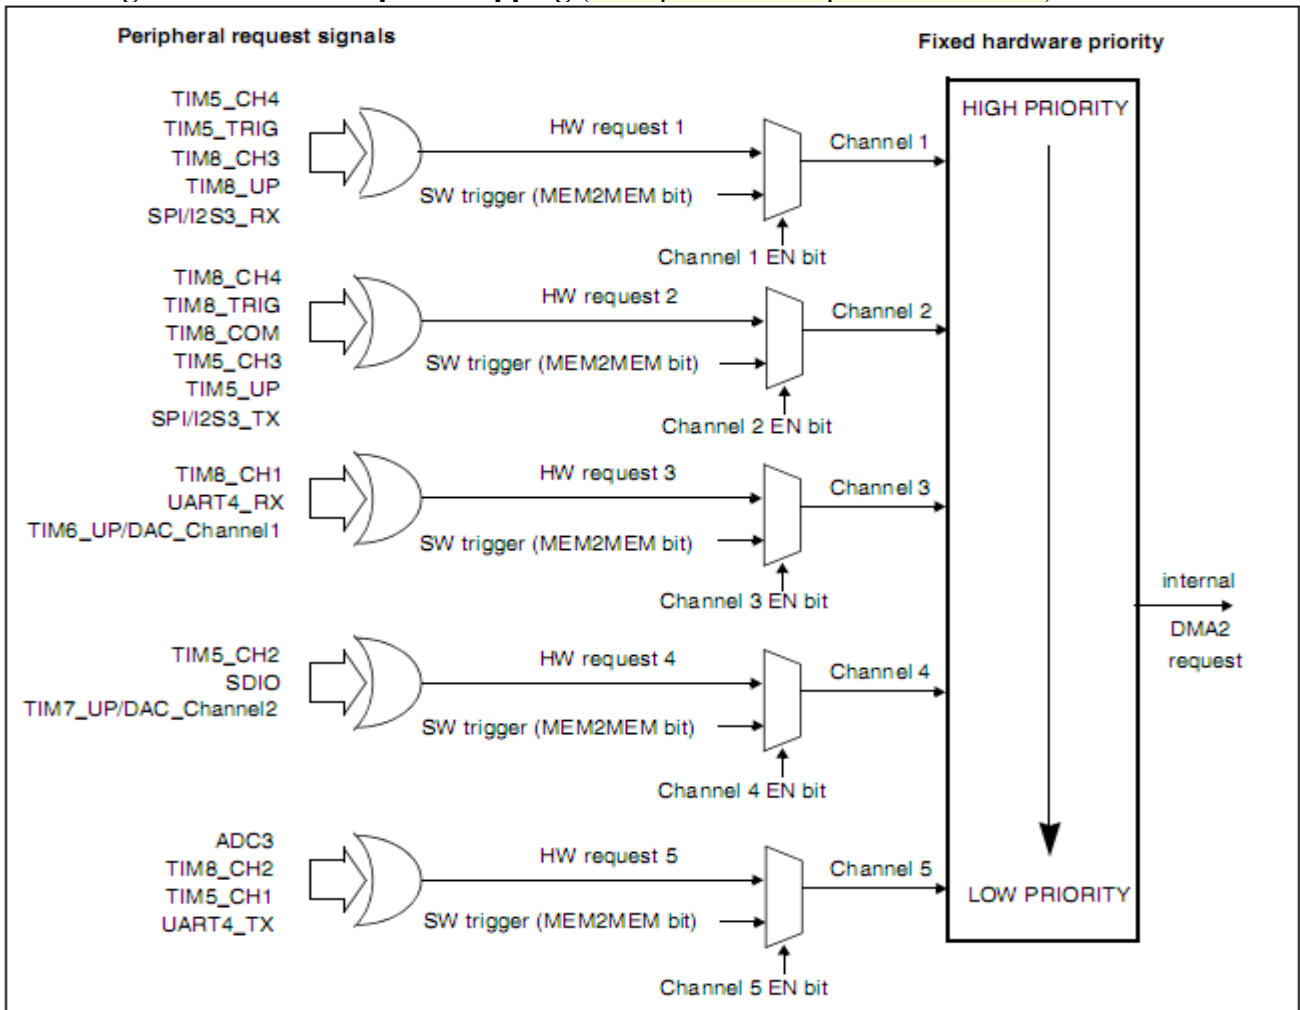 Peripheral request signals
Fixed hardware priority
TIM5_CH4
TIM5_TRIG
TIM8_CH3
TIM8_UP
SPI/I2S3_RX
HW request 1
SW trigger (MEM2MEM bit)
Channel 1 EN bit
Channel 1
HIGH PRIORITY
TIM8_CH4
TIM8_TRIG
TIM8_COM
TIM5_CH3
TIM5_UP
SPI/I2S3_TX
HW request 2
SW trigger (MEM2MEM bit)
Channel 2 EN bit
Channel 2
TIM8_CH1
UART4_RX
TIM6_UP/DAC_Channel1
HW request 3
SW trigger (MEM2MEM bit)
Channel 3 EN bit
Channel 3
internal
DMA2
request
TIM5_CH2
SDIO
TIM7_UP/DAC_Channel2
HW request 4
SW trigger (MEM2MEM bit)
Channel 4 EN bit
Channel 4
ADC3
TIM8_CH2
TIM5_CH1
UART4_TX
HW request 5
SW trigger (MEM2MEM bit)
Channel 5 EN bit
Channel 5
LOW PRIORITY